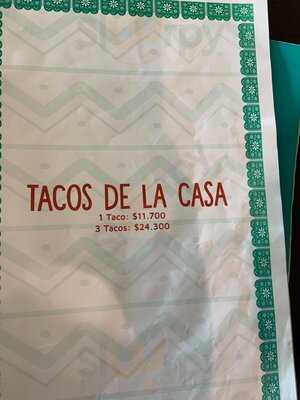 TACOS DE LA CASA
1 Taco: $11.700
3 Tacos: $24.300